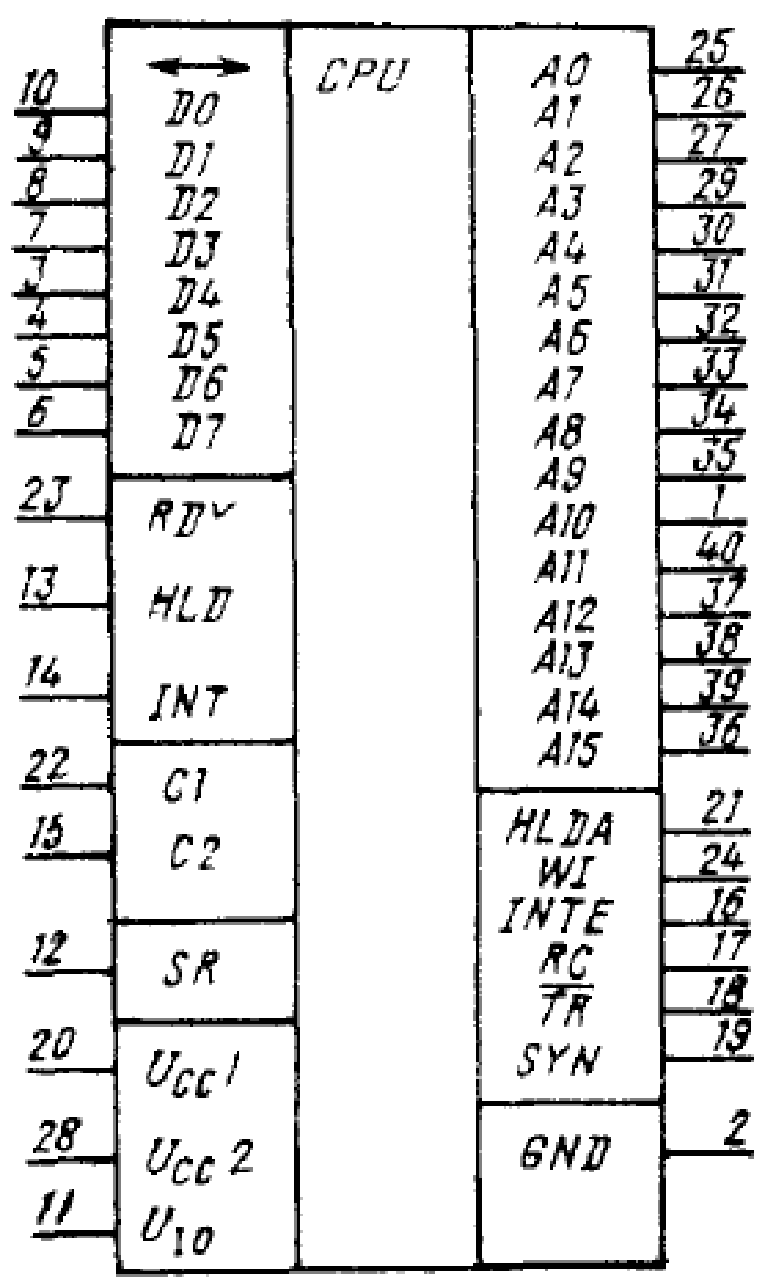 CPU
10 D0
9 D1
8 D2
7 D3
3 D4
4 D5
5 D6
6 D7
23 RDY
13 HLD
14 INT
22 C1
15 C2
12 SR
20 UCC1
28 UCC2
11 UIO
A0 25
A1 26
A2 27
A3 29
A4 30
A5 31
A6 32
A7 33
A8 34
A9 35
A10 1
A11 40
A12 37
A13 38
A14 39
A15 36
HLDA 21
WI 24
INTE 16
RC 17
TR 18
SYN 19
GND 2